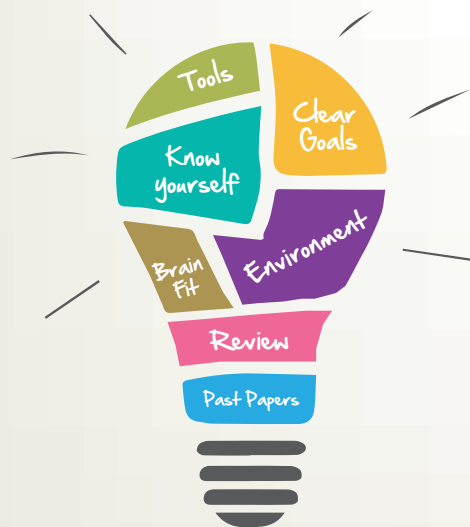 Tools
Clear
Goals
Know
yourself
Environment
Brain
Fit
Review
Past Papers